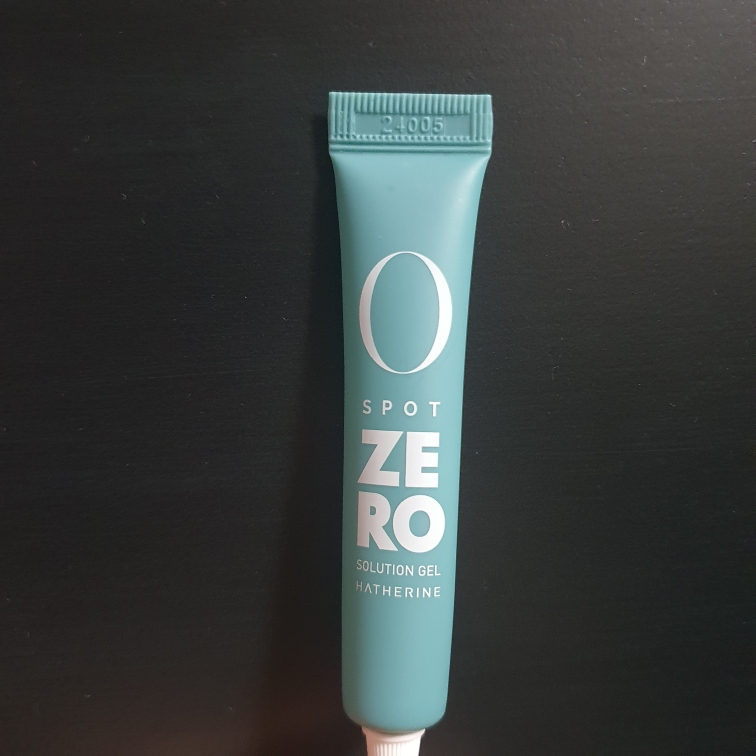 24005
O
SPOT
ZE
RO
SOLUTION GEL
HATHERINE